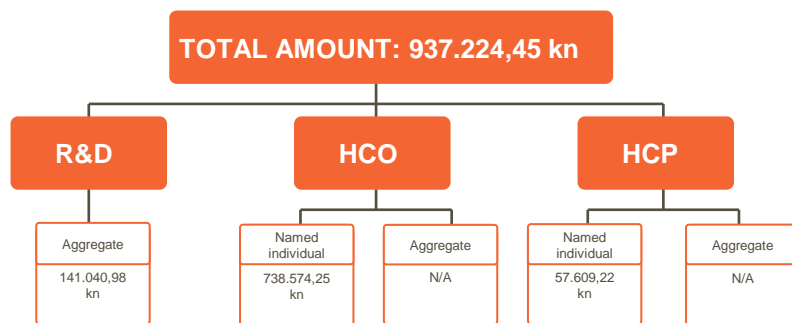 TOTAL AMOUNT: 937.224,45 kn
R&D
HCO
HCP
Aggregate
141.040,98
kn
Named
individual
738.574,25
kn
Aggregate
N/A
Named
individual
57.609,22
kn
Aggregate
N/A